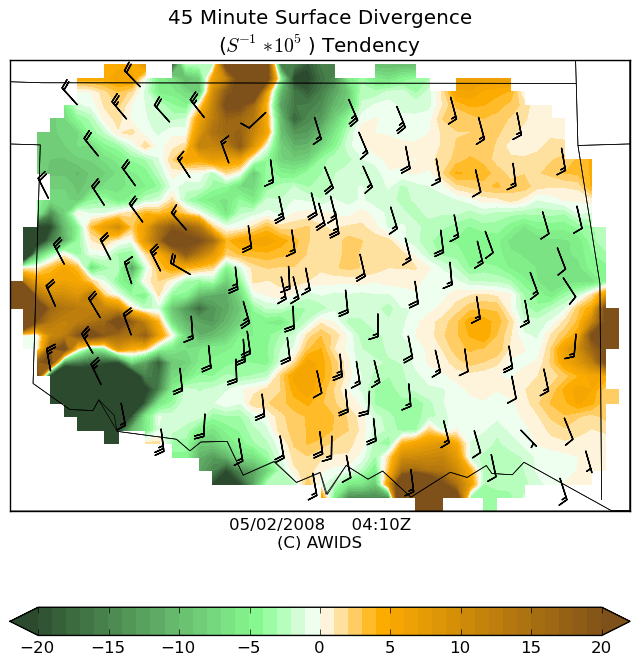 45 Minute Surface Divergence
(S⁻¹ *10⁵ ) Tendency
05/02/2008 04:10Z
(C) AWIDS
−20 −15 −10 −5 0 5 10 15 20